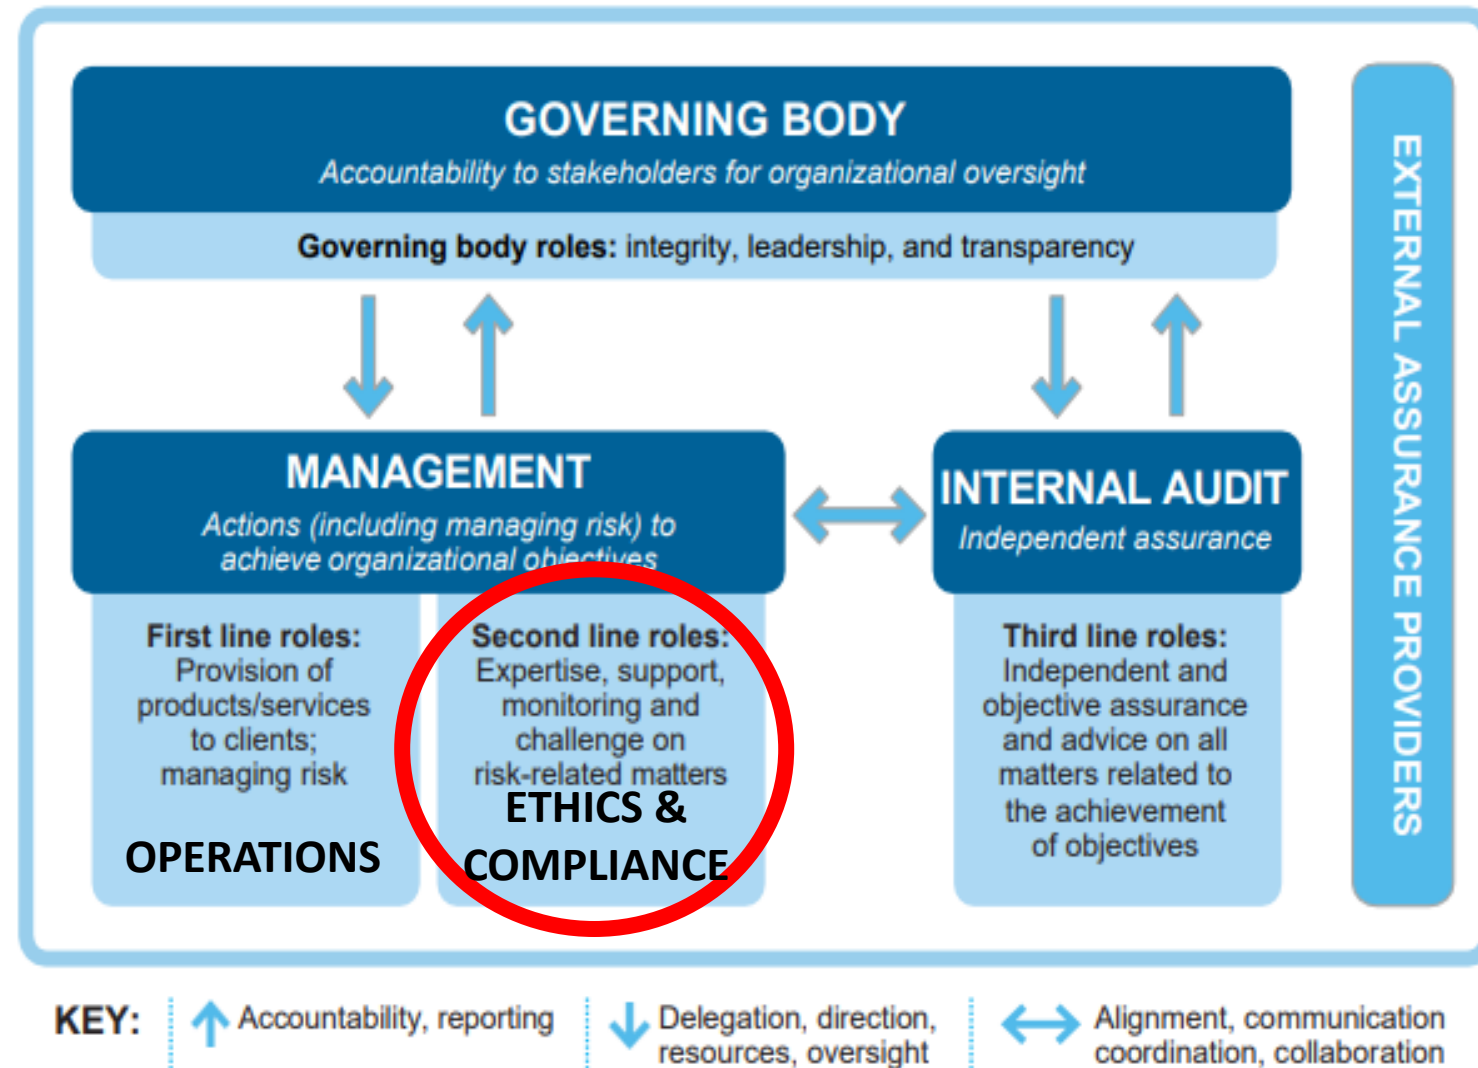 GOVERNING BODY
Accountability to stakeholders for organizational oversight
Governing body roles: integrity, leadership, and transparency
MANAGEMENT
Actions (including managing risk) to
achieve organizational objectives
First line roles:
Provision of
products/services
to clients;
managing risk
OPERATIONS
Second line roles:
Expertise, support,
monitoring and
challenge on
risk-related matters
ETHICS &
COMPLIANCE
INTERNAL AUDIT
Independent assurance
Third line roles:
Independent and
objective assurance
and advice on all
matters related to
the achievement
of objectives
EXTERNAL ASSURANCE PROVIDERS
KEY:
Accountability, reporting
Delegation, direction,
resources, oversight
Alignment, communication
coordination, collaboration